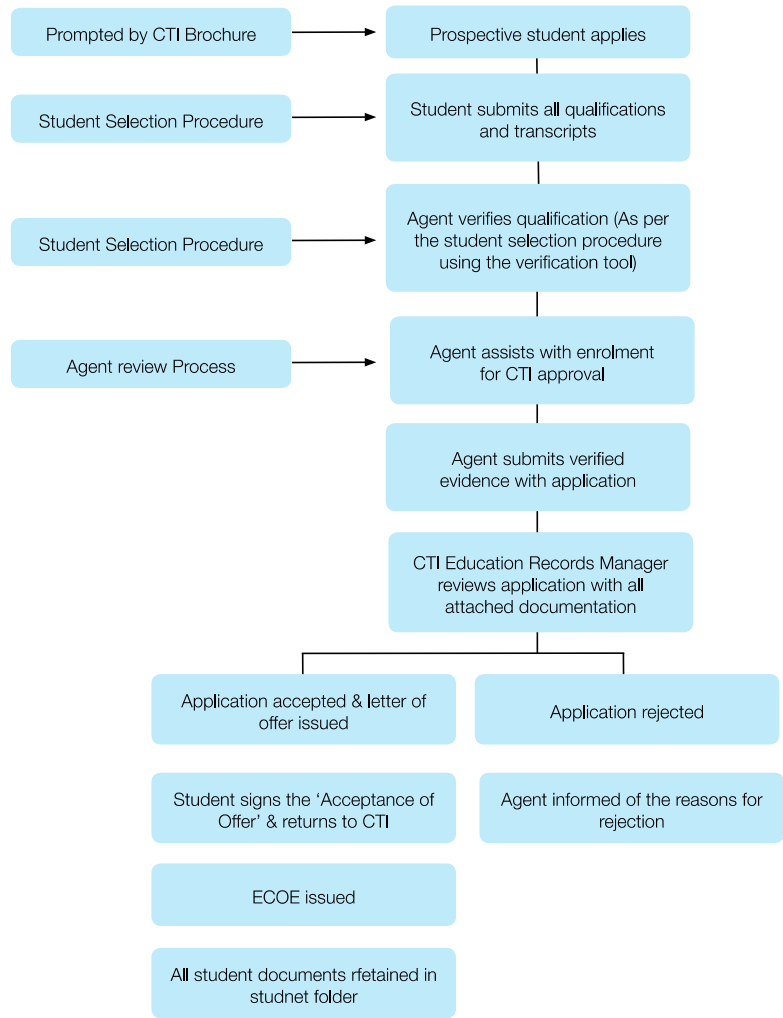 Prompted by CTI Brochure
Prospective student applies
Student Selection Procedure
Student submits all qualifications
and transcripts
Student Selection Procedure
Agent verifies qualification (As per
the student selection procedure
using the verification tool)
Agent review Process
Agent assists with enrolment
for CTI approval
Agent submits verified
evidence with application
CTI Education Records Manager
reviews application with all
attached documentation
Application accepted & letter of
offer issued
Application rejected
Student signs the ‘Acceptance of
Offer’ & returns to CTI
Agent informed of the reasons for
rejection
ECOE issued
All student documents rfetained in
studnet folder